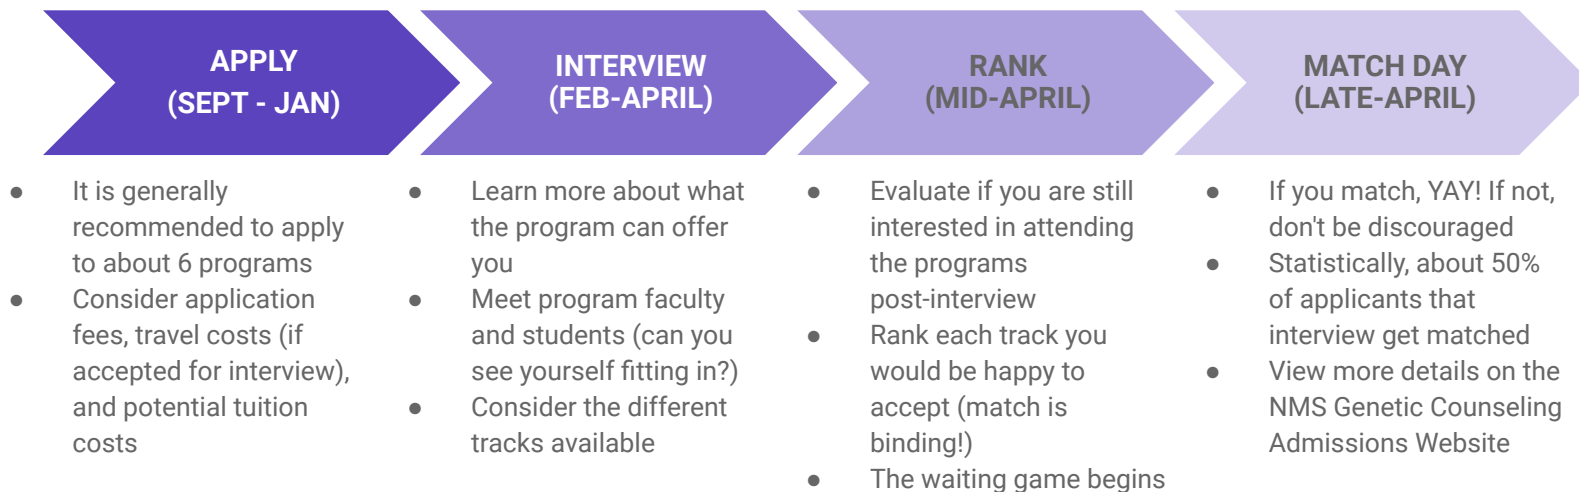 APPLY
(SEPT - JAN)
● It is generally
recommended to apply
to about 6 programs
● Consider application
fees, travel costs (if
accepted for interview),
and potential tuition
costs
INTERVIEW
(FEB-APRIL)
● Learn more about what
the program can offer
you
● Meet program faculty
and students (can you
see yourself fitting in?)
● Consider the different
tracks available
RANK
(MID-APRIL)
● Evaluate if you are still
interested in attending
the programs
post-interview
● Rank each track you
would be happy to
accept (match is
binding!)
● The waiting game begins
MATCH DAY
(LATE-APRIL)
● If you match, YAY! If not,
don't be discouraged
● Statistically, about 50%
of applicants that
interview get matched
● View more details on the
NMS Genetic Counseling
Admissions Website